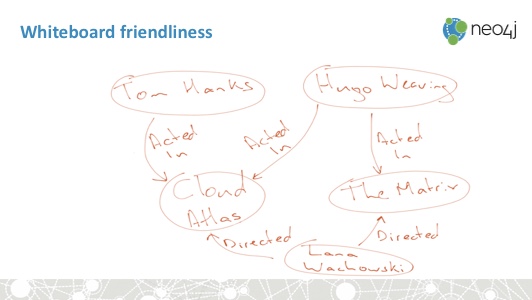 Whiteboard friendliness
neo4j
Tom Hanks
Hugo Weaving
Acted
In
Acted
In
Acted
In
Cloud
Atlas
The Matrix
Directed
Directed
Lana
Wachowski